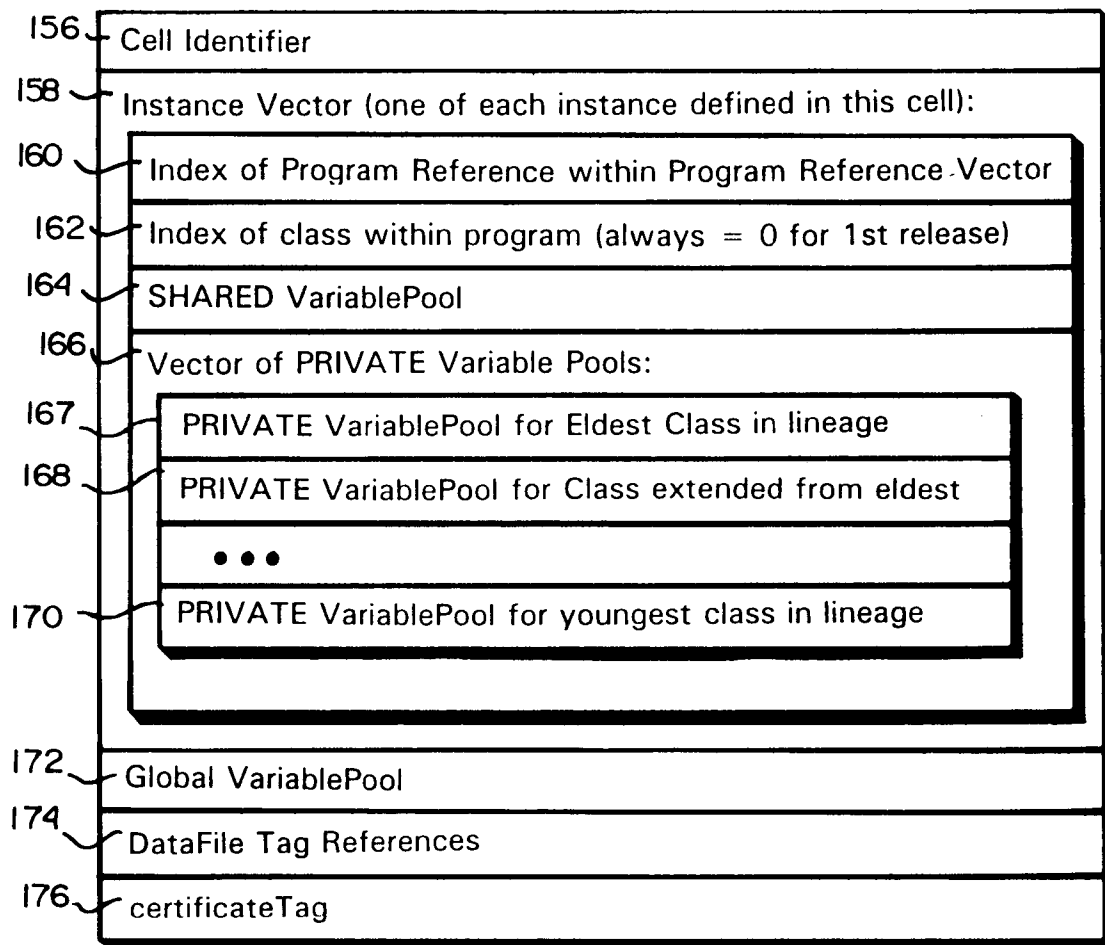 156 Cell Identifier
158 Instance Vector (one of each instance defined in this cell):
160 Index of Program Reference within Program Reference Vector
162 Index of class within program (always = 0 for 1st release)
164 SHARED VariablePool
166 Vector of PRIVATE Variable Pools:
167 PRIVATE VariablePool for Eldest Class in lineage
168 PRIVATE VariablePool for Class extended from eldest
•••
170 PRIVATE VariablePool for youngest class in lineage
172 Global VariablePool
174 DataFile Tag References
176 certificateTag